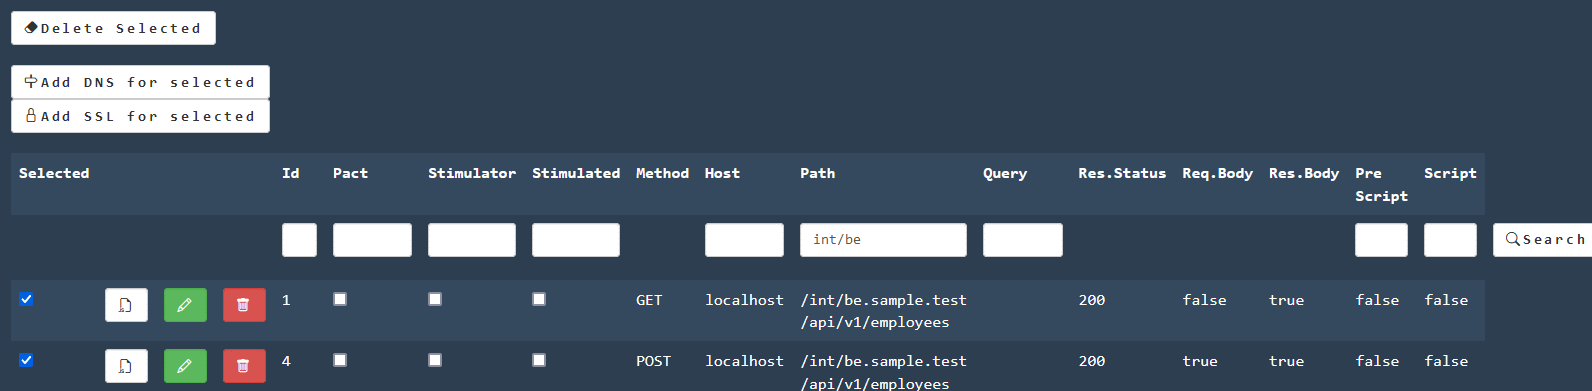 Delete Selected
Add DNS for selected
Add SSL for selected
Selected Id Pact Stimulator Stimulated Method Host Path Query Res.Status Req.Body Res.Body Pre Script Script
int/be Search
1 GET localhost /int/be.sample.test 200 false true false false
/api/v1/employees
4 POST localhost /int/be.sample.test 200 true true false false
/api/v1/employees